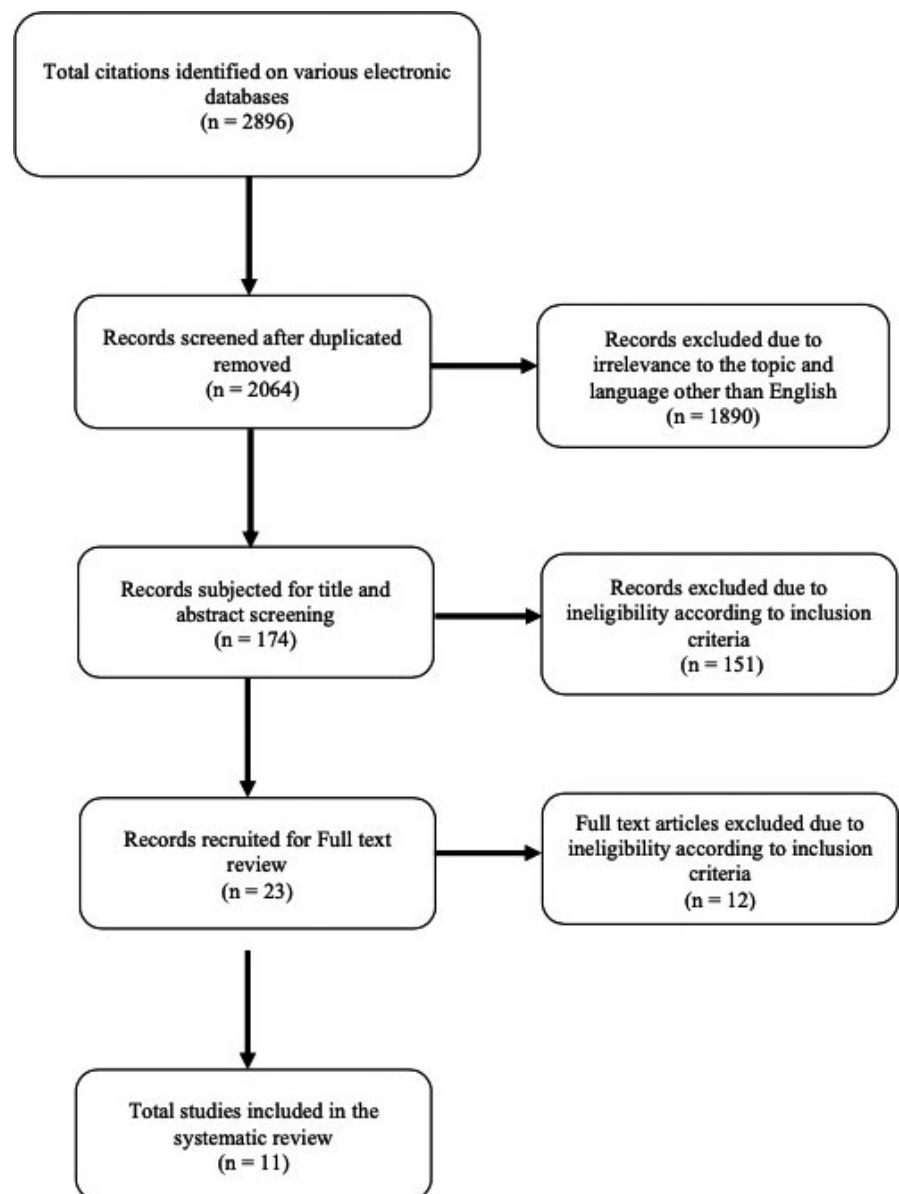 Total citations identified on various electronic
databases
(n = 2896)
Records screened after duplicated
removed
(n = 2064)
Records excluded due to
irrelevance to the topic and
language other than English
(n = 1890)
Records subjected for title and
abstract screening
(n = 174)
Records excluded due to
ineligibility according to inclusion
criteria
(n = 151)
Records recruited for Full text
review
(n = 23)
Full text articles excluded due to
ineligibility according to inclusion
criteria
(n = 12)
Total studies included in the
systematic review
(n = 11)